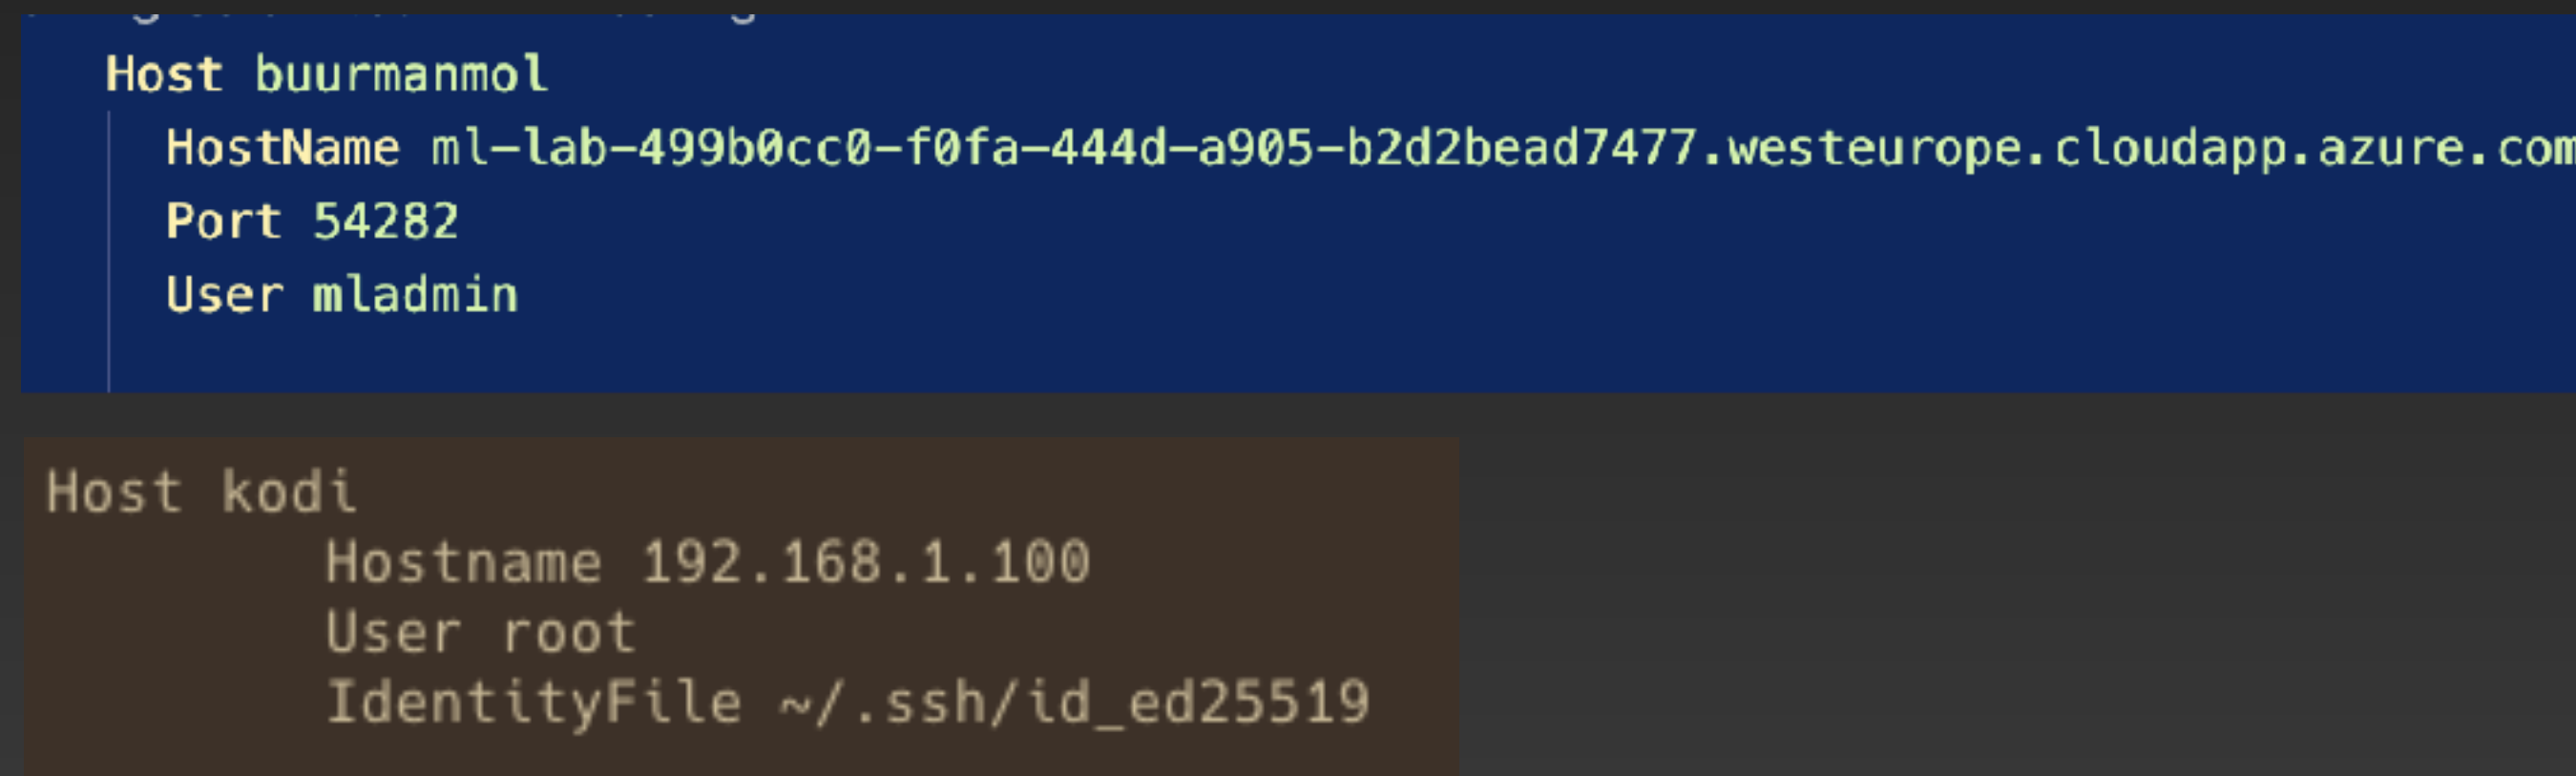 Host buurmanmol
HostName ml-lab-499b0cc0-f0fa-444d-a905-b2d2bead7477.westeurope.cloudapp.azure.com
Port 54282
User mladmin
Host kodi
Hostname 192.168.1.100
User root
IdentityFile ~/.ssh/id_ed25519